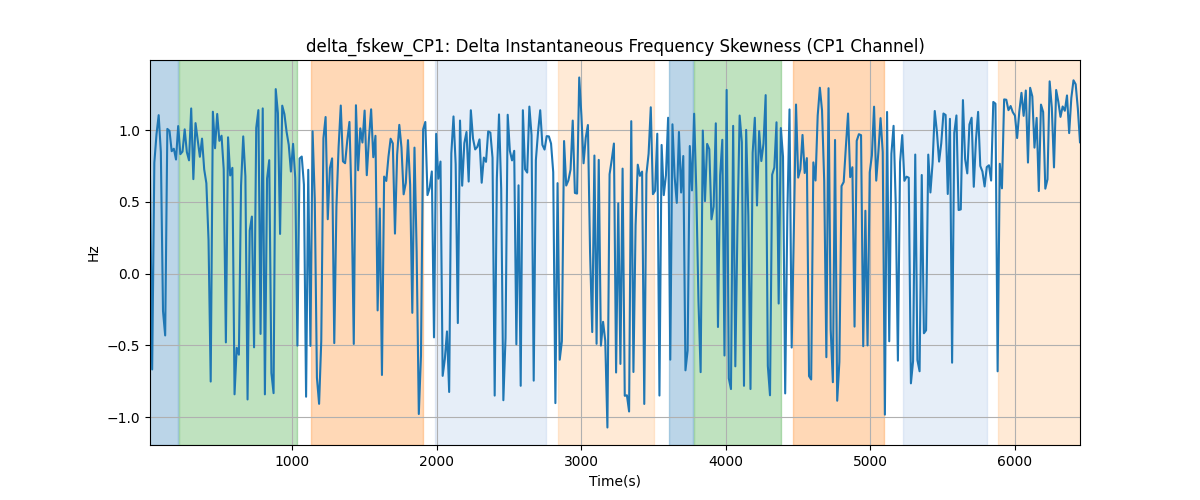 delta_fskew_CP1: Delta Instantaneous Frequency Skewness (CP1 Channel)
Hz
1.0
0.5
0.0
−0.5
−1.0
1000 2000 3000 4000 5000 6000
Time(s)